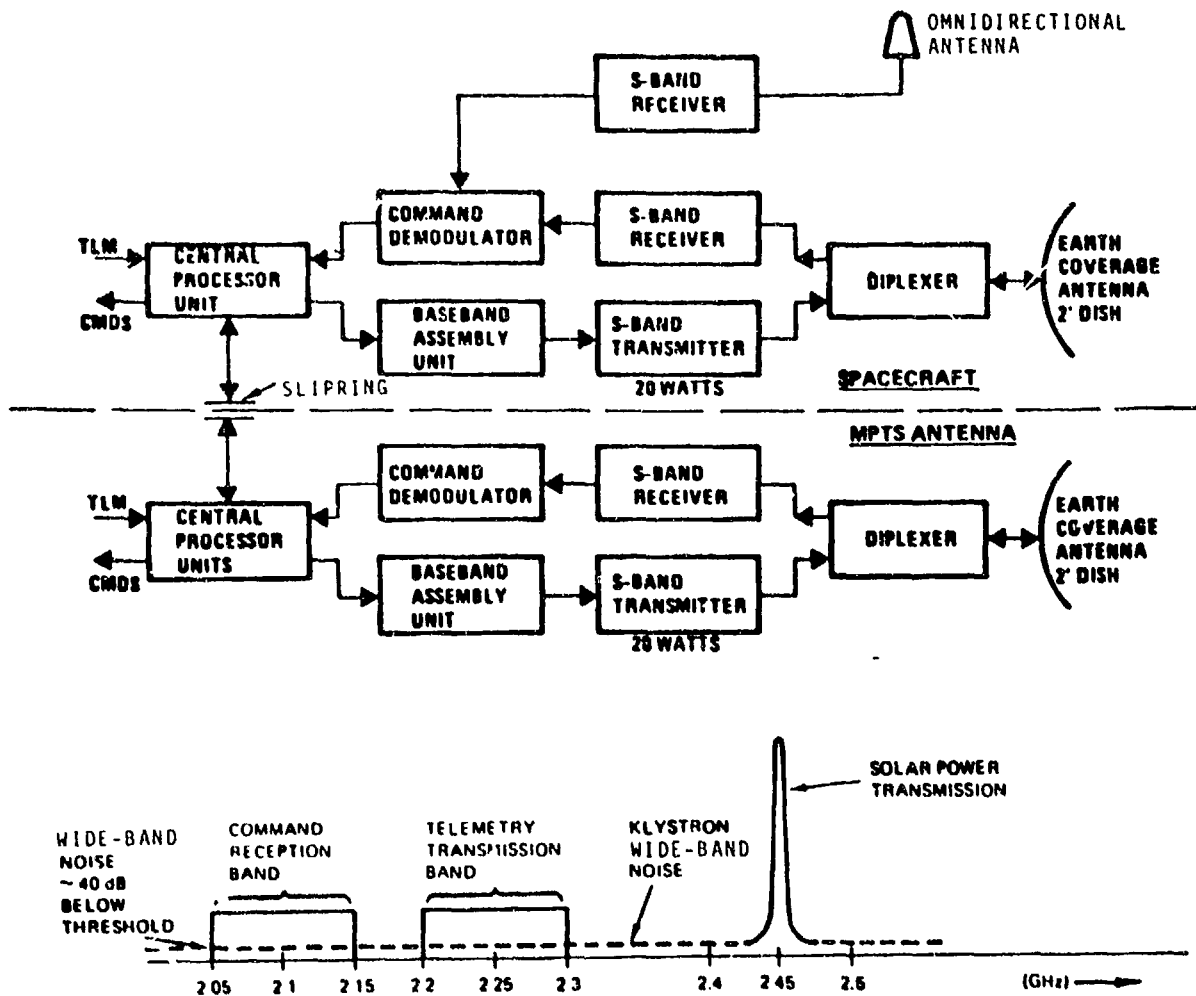 OMNIDIRECTIONAL
ANTENNA
S-BAND
RECEIVER
COMMAND
DEMODULATOR
S-BAND
RECEIVER
TLM
CENTRAL
PROCESSOR
UNIT
CMDS
DIPLEXER
EARTH
COVERAGE
ANTENNA
2' DISH
BASEBAND
ASSEMBLY
UNIT
S-BAND
TRANSMITTER
20 WATTS
SPACECRAFT
SLIPRING
MPTS ANTENNA
COMMAND
DEMODULATOR
S-BAND
RECEIVER
TLM
CENTRAL
PROCESSOR
UNITS
CMDS
DIPLEXER
EARTH
COVERAGE
ANTENNA
2' DISH
BASEBAND
ASSEMBLY
UNIT
S-BAND
TRANSMITTER
20 WATTS
SOLAR POWER
TRANSMISSION
WIDE-BAND
NOISE
~ 40 dB
BELOW
THRESHOLD
COMMAND
RECEPTION
BAND
TELEMETRY
TRANSMISSION
BAND
KLYSTRON
WIDE-BAND
NOISE
2.05 2.1 2.15 2.2 2.25 2.3 2.4 2.45 2.5 (GHz)